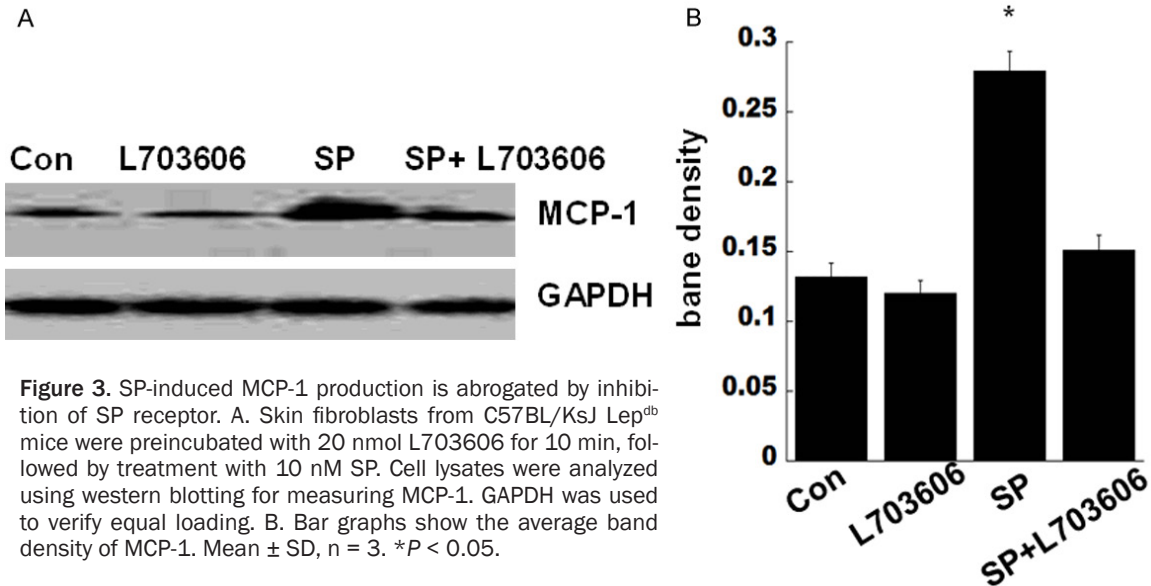 A
Con L703606 SP SP+ L703606
MCP-1
GAPDH
Figure 3. SP-induced MCP-1 production is abrogated by inhibi-
tion of SP receptor. A. Skin fibroblasts from C57BL/KsJ Lepdb
mice were preincubated with 20 nmol L703606 for 10 min, fol-
lowed by treatment with 10 nM SP. Cell lysates were analyzed
using western blotting for measuring MCP-1. GAPDH was used
to verify equal loading. B. Bar graphs show the average band
density of MCP-1. Mean ± SD, n = 3. *P < 0.05.
B
*
0.3
0.25
0.2
0.15
0.1
0.05
0
bane density
Con
L703606
SP
SP+L703606